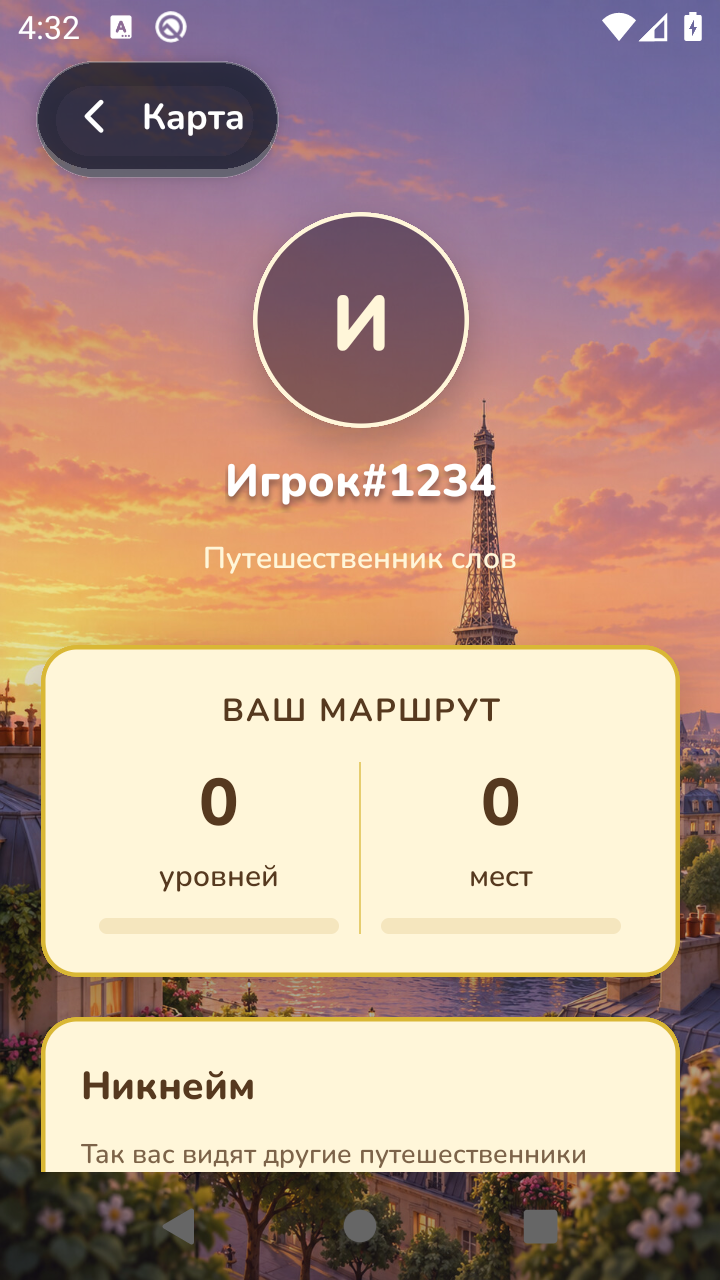 4:32
Карта
И
Игрок#1234
Путешественник слов
ВАШ МАРШРУТ
0 0
уровней мест
Никнейм
Так вас видят другие путешественники